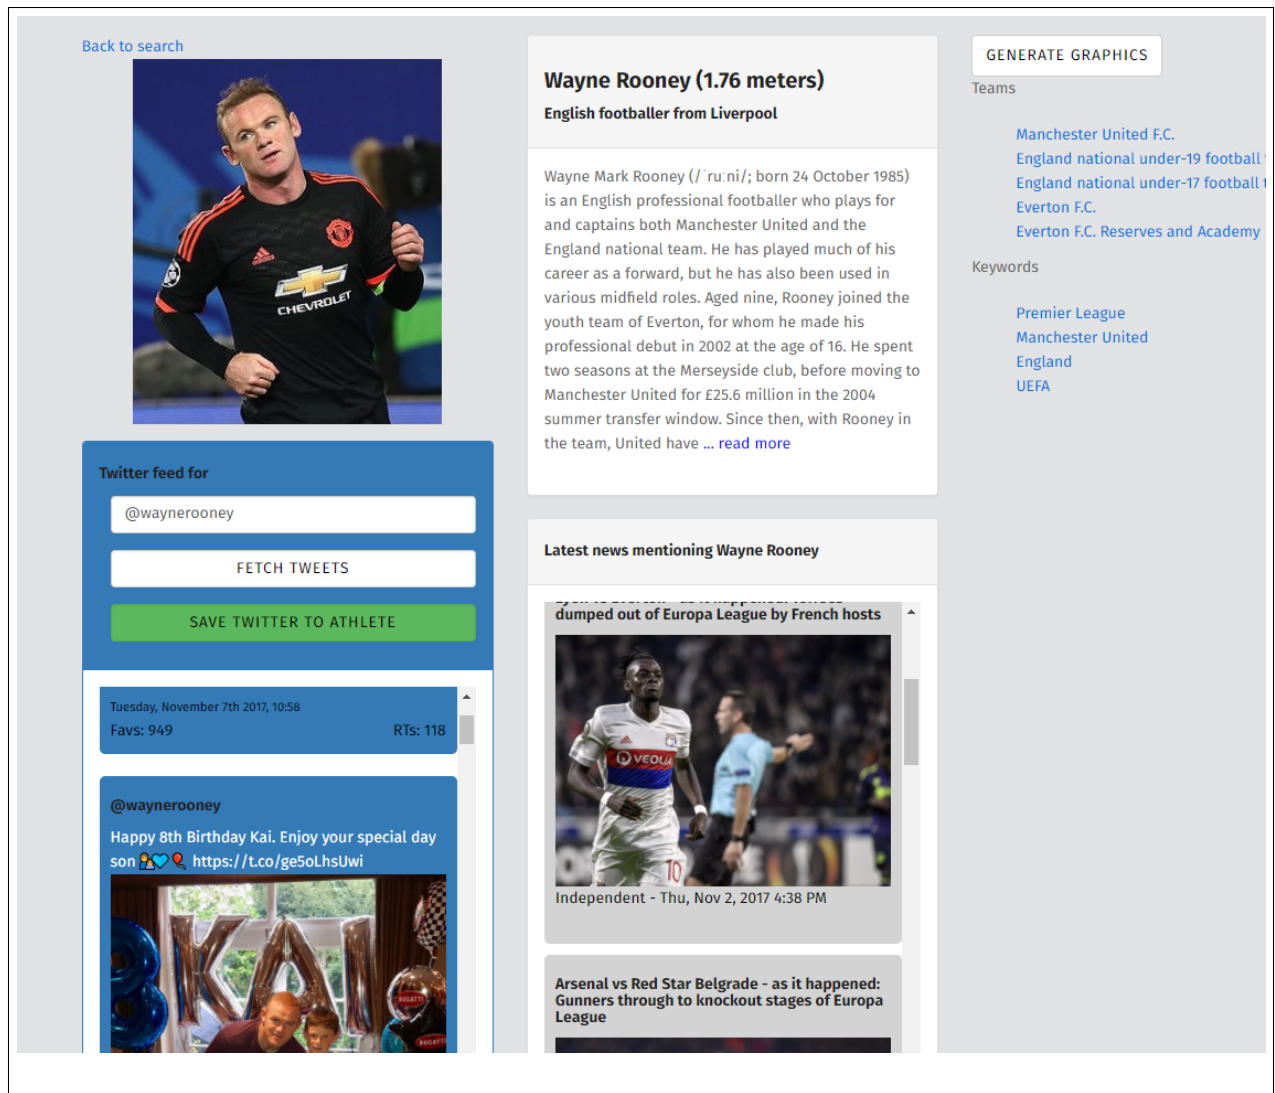 Back to search
CHEVROLET
adidas
Twitter feed for
@waynerooney
FETCH TWEETS
SAVE TWITTER TO ATHLETE
Tuesday, November 7th 2017, 10:58
Favs: 949 RTs: 118
@waynerooney
Happy 8th Birthday Kai. Enjoy your special day
son 👨‍👦💙🎈 https://t.co/ge5oLhsUwi
8 KAI
BUGATTI
BUGATTI
Wayne Rooney (1.76 meters)
English footballer from Liverpool
Wayne Mark Rooney (/ˈruːni/; born 24 October 1985)
is an English professional footballer who plays for
and captains both Manchester United and the
England national team. He has played much of his
career as a forward, but he has also been used in
various midfield roles. Aged nine, Rooney joined the
youth team of Everton, for whom he made his
professional debut in 2002 at the age of 16. He spent
two seasons at the Merseyside club, before moving to
Manchester United for £25.6 million in the 2004
summer transfer window. Since then, with Rooney in
the team, United have ... read more
Latest news mentioning Wayne Rooney
dumped out of Europa League by French hosts
VEOLIA
10
Independent - Thu, Nov 2, 2017 4:38 PM
Arsenal vs Red Star Belgrade - as it happened:
Gunners through to knockout stages of Europa
League
GENERATE GRAPHICS
Teams
Manchester United F.C.
England national under-19 football
England national under-17 football
Everton F.C.
Everton F.C. Reserves and Academy
Keywords
Premier League
Manchester United
England
UEFA